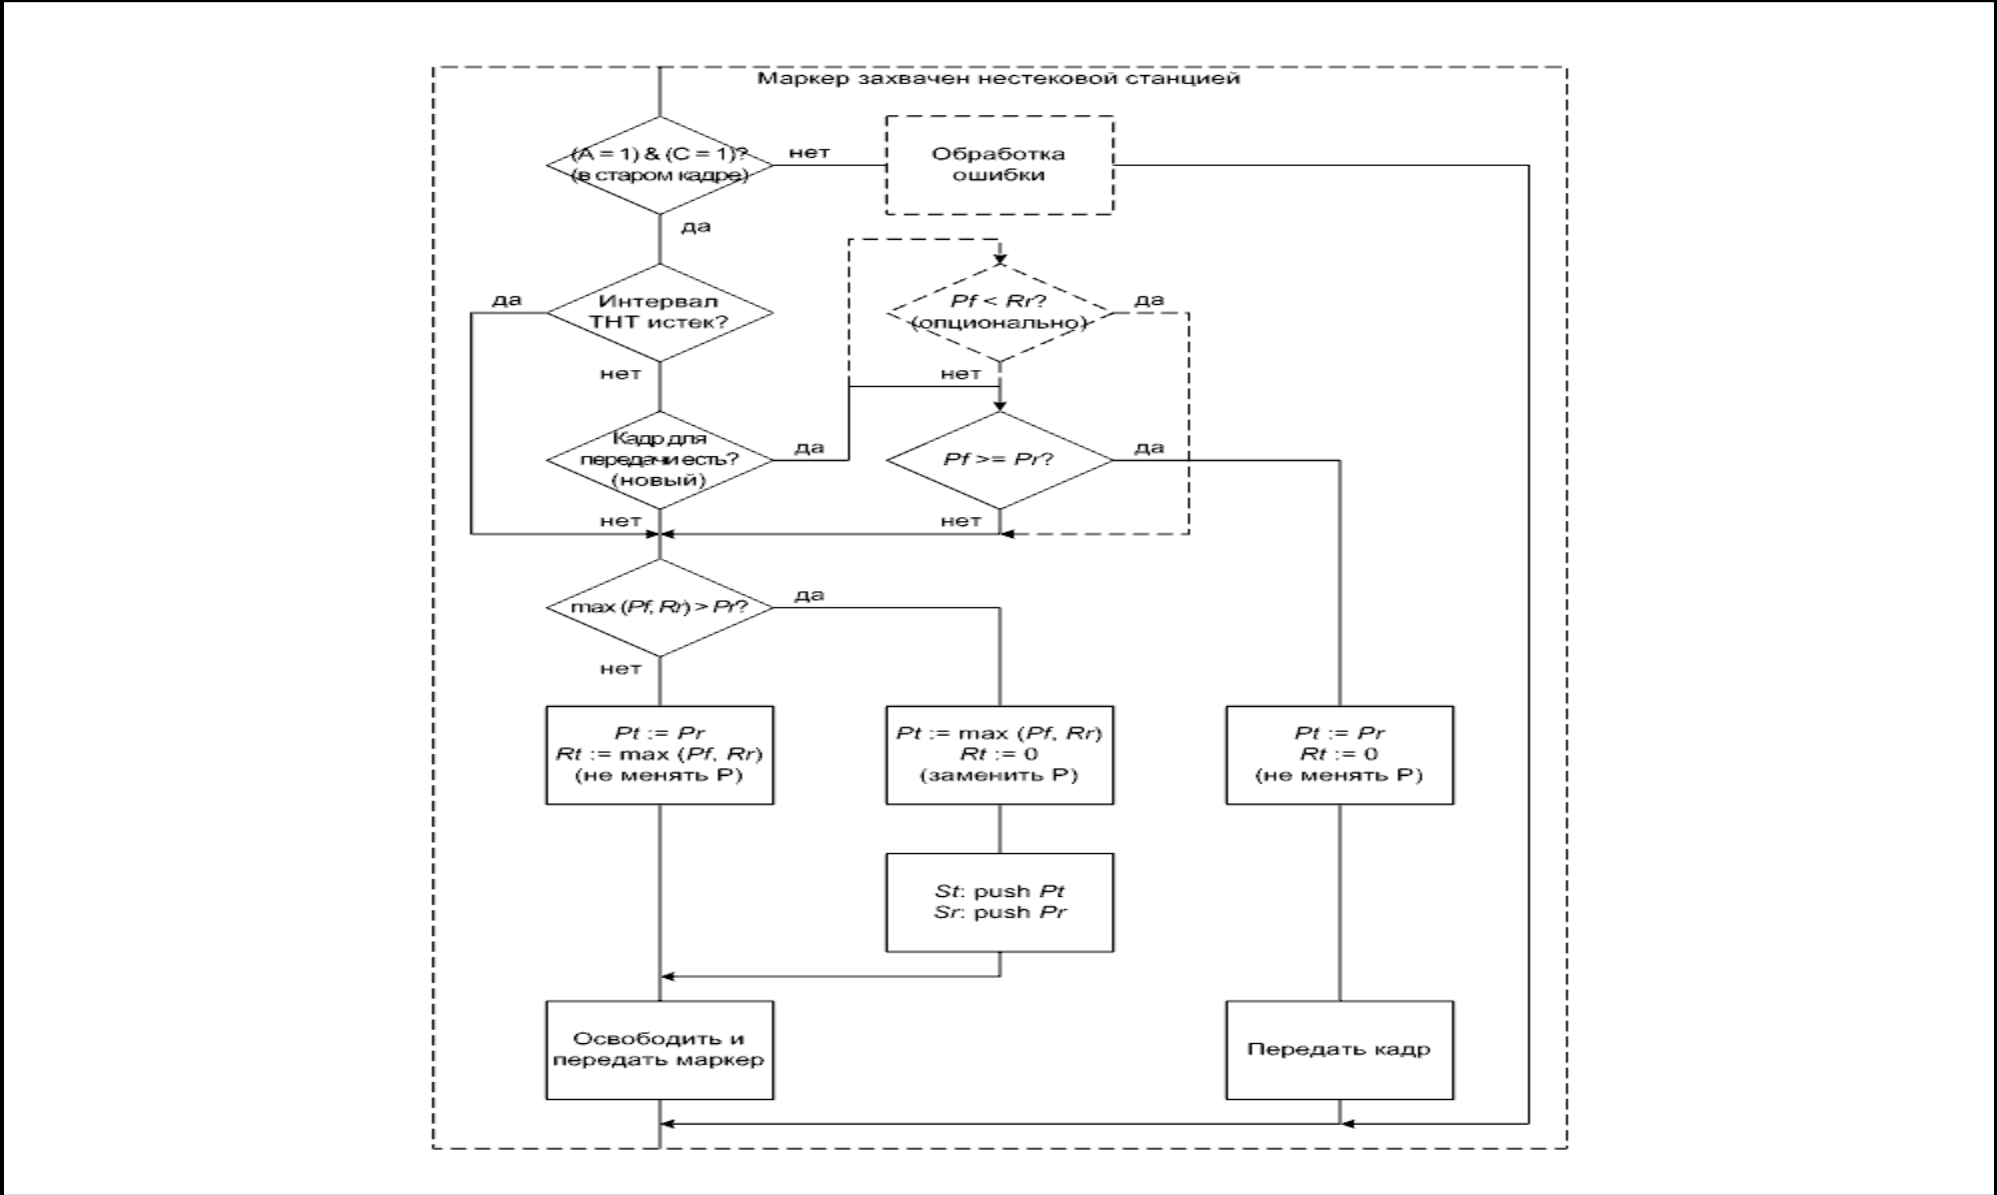 Маркер захвачен нестековой станцией
(A = 1) & (C = 1)?
(в старом кадре)
нет
Обработка
ошибки
да
да
Интервал
THT истек?
Pf < Rr?
(опционально)
да
нет
нет
Кадр для
передачи есть?
(новый)
да
Pf >= Pr?
да
нет
нет
max (Pf, Rr) > Pr?
да
нет
Pt := Pr
Rt := max (Pf, Rr)
(не менять P)
Pt := max (Pf, Rr)
Rt := 0
(заменить P)
Pt := Pr
Rt := 0
(не менять P)
St: push Pt
Sr: push Pr
Освободить и
передать маркер
Передать кадр